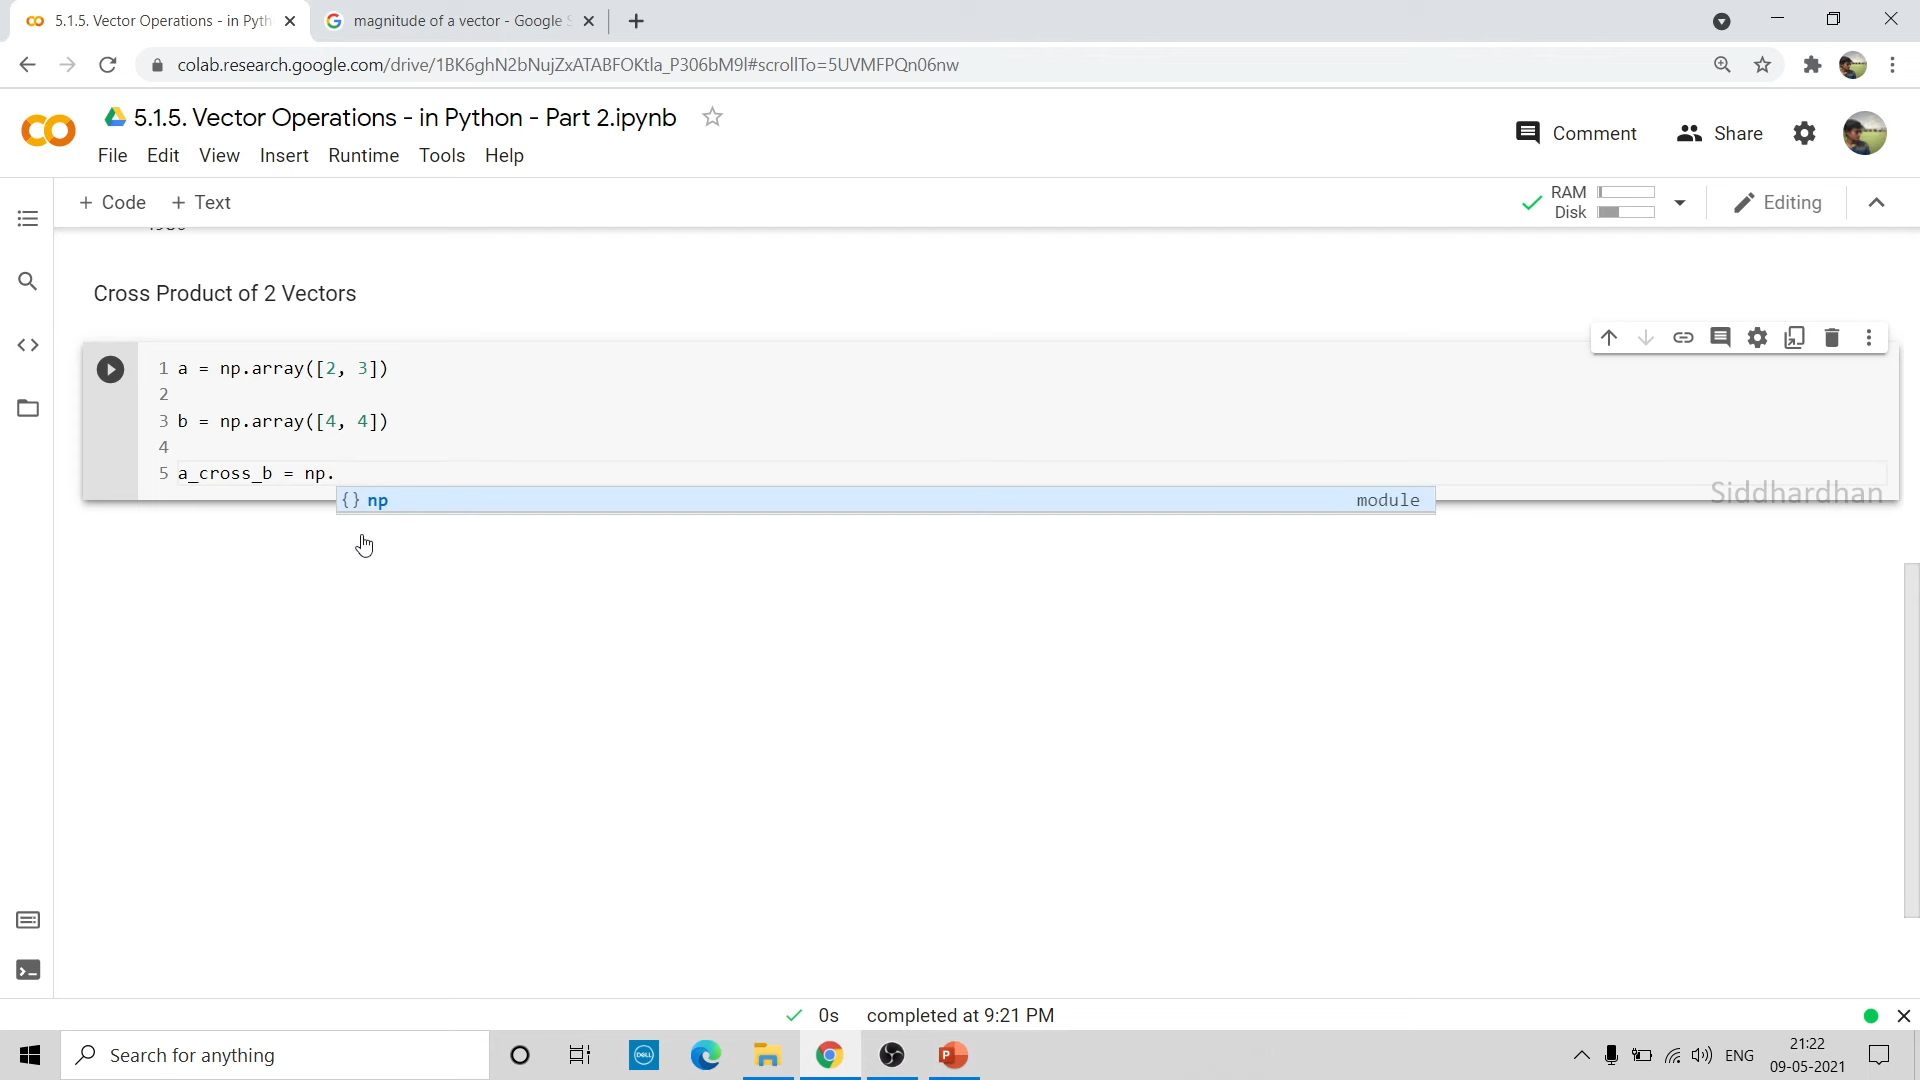 5.1.5. Vector Operations - in Pyth
magnitude of a vector - Google S
colab.research.google.com/drive/1BK6ghN2bNujZxATABFOKtla_P306bM9l#scrollTo=5UVMFPQn06nw
5.1.5. Vector Operations - in Python - Part 2.ipynb
Comment
Share
File Edit View Insert Runtime Tools Help
+ Code + Text
RAM
Disk
Editing
Cross Product of 2 Vectors
1 a = np.array([2, 3])
2
3 b = np.array([4, 4])
4
5 a_cross_b = np.
{} np module
Siddhardhan
0s completed at 9:21 PM
Search for anything
DELL
ENG
21:22
09-05-2021